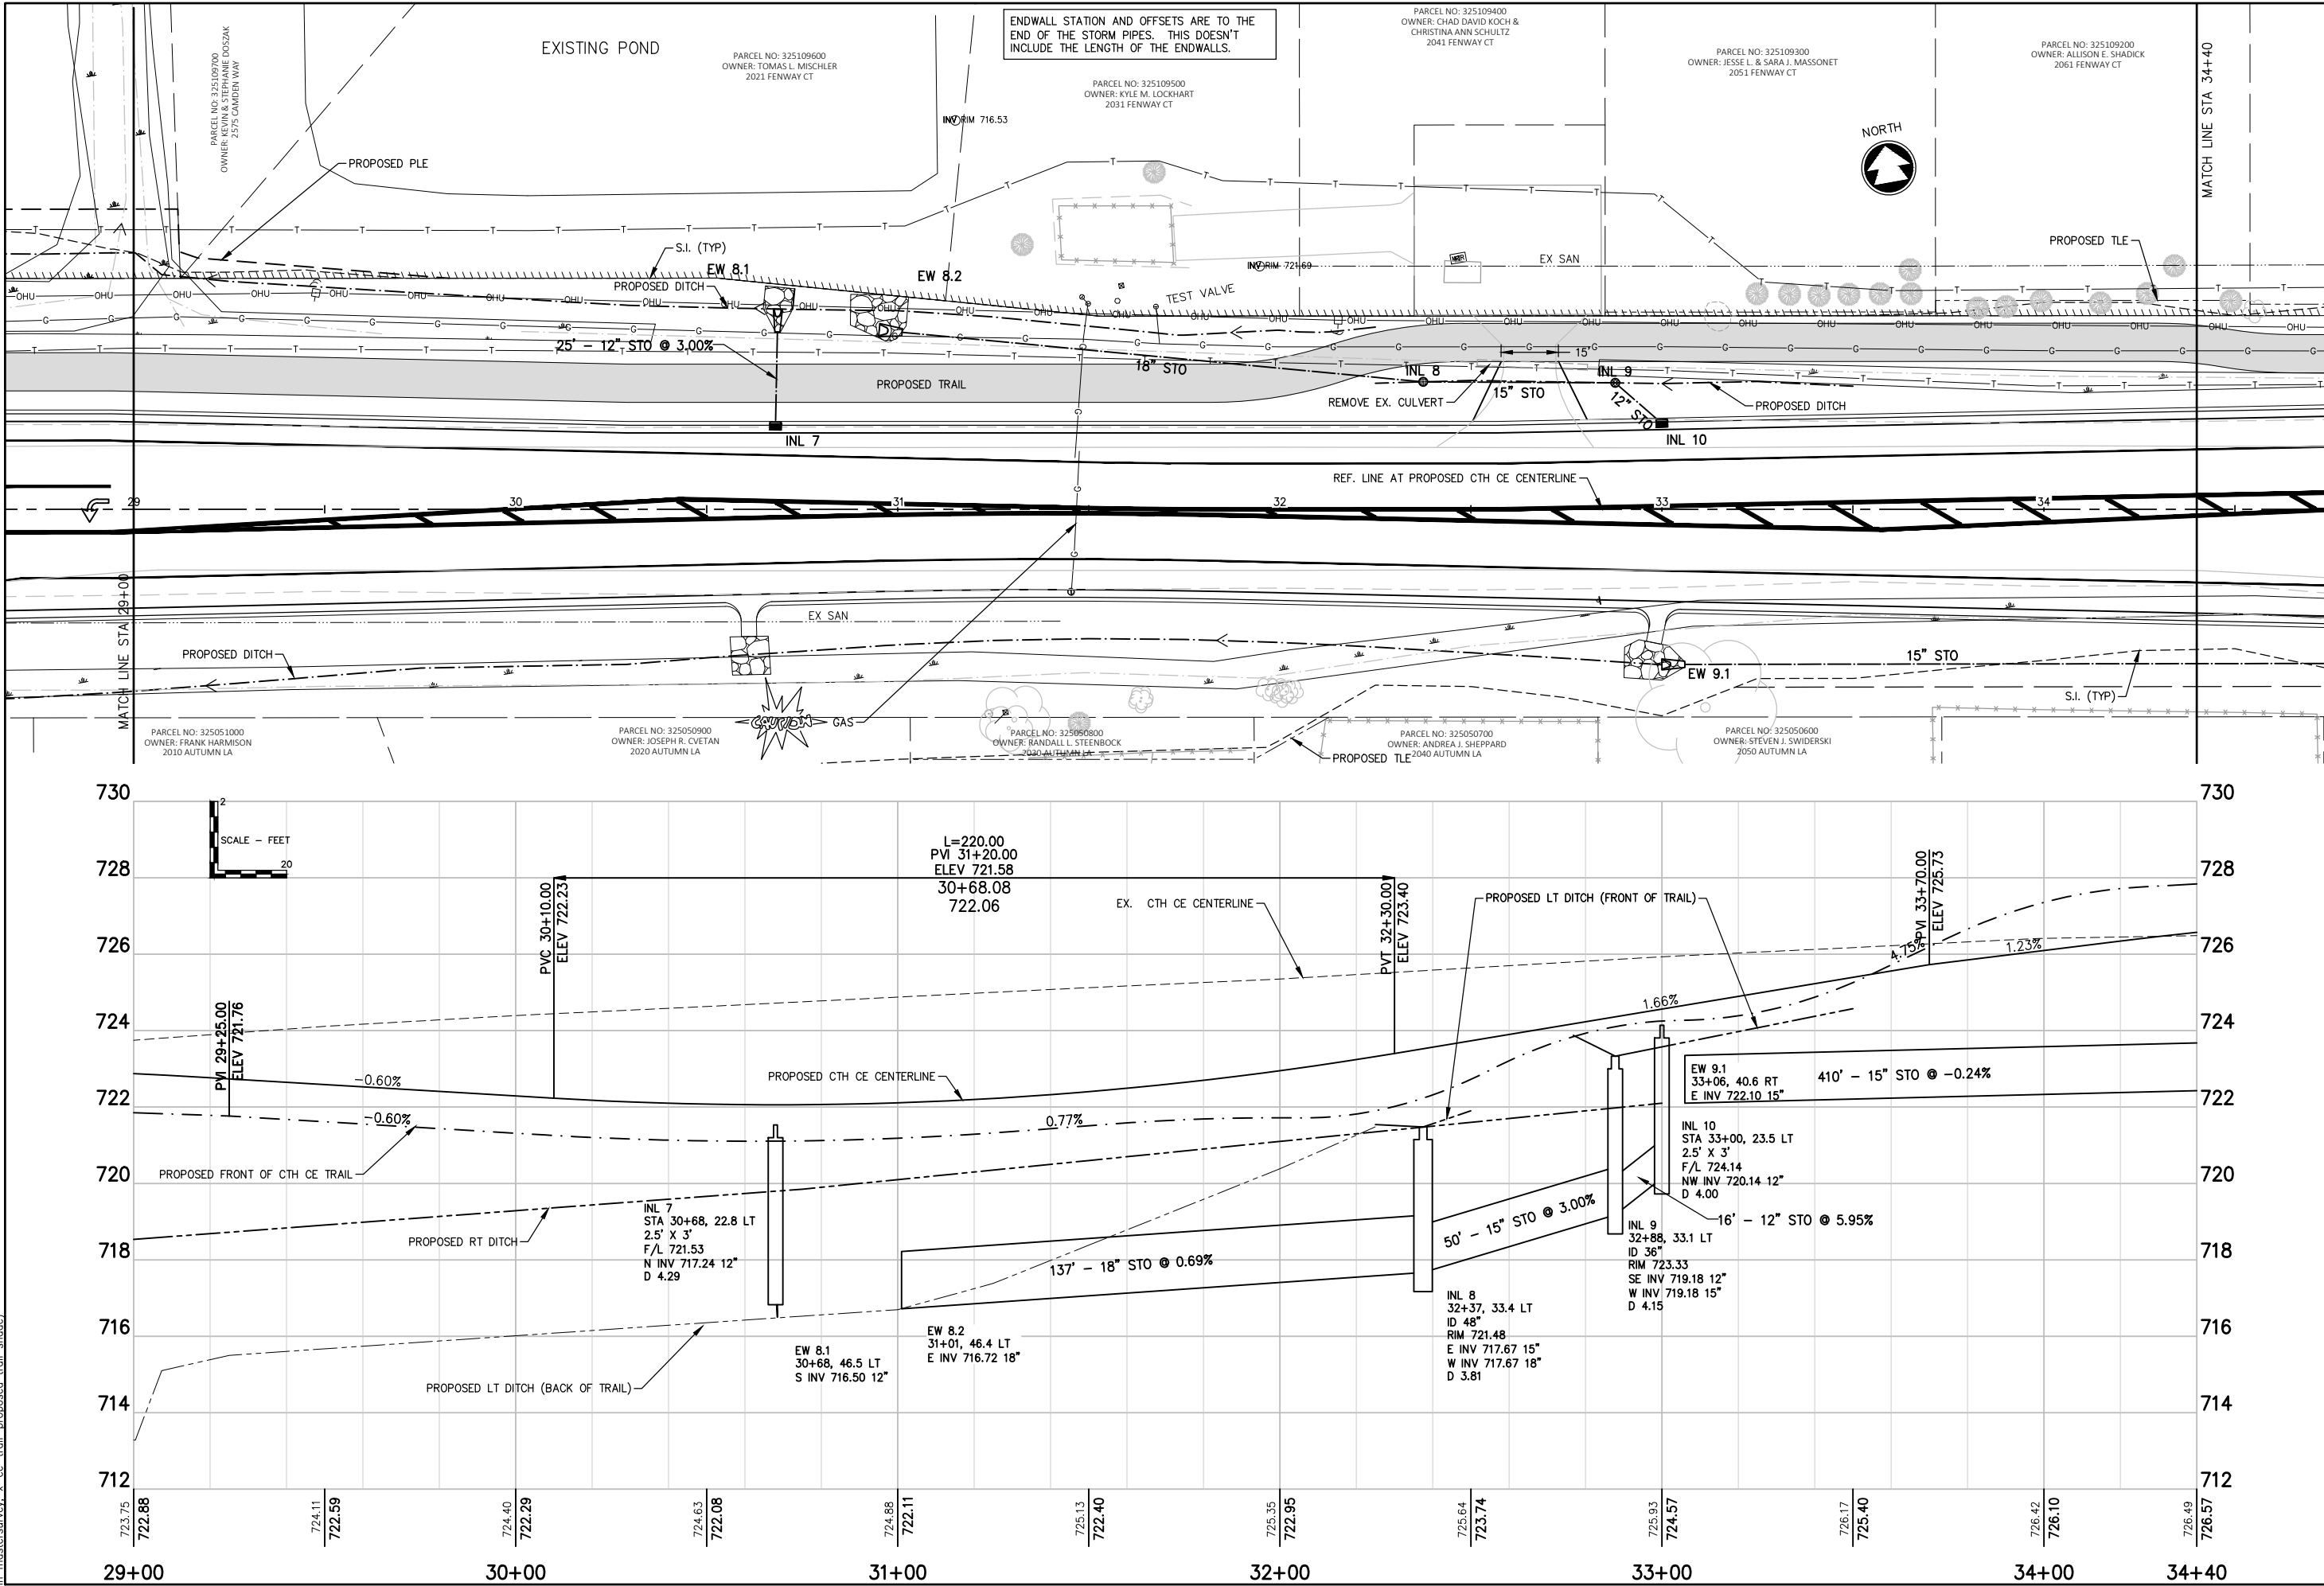 ENDWALL STATION AND OFFSETS ARE TO THE
END OF THE STORM PIPES. THIS DOESN'T
INCLUDE THE LENGTH OF THE ENDWALLS.
PARCEL NO: 325109700
OWNER: KEVIN & STEPHANIE DOSZAK
2575 CAMDEN WAY
EXISTING POND
PARCEL NO: 325109600
OWNER: TOMAS L. MISCHLER
2021 FENWAY CT
PARCEL NO: 325109500
OWNER: KYLE M. LOCKHART
2031 FENWAY CT
PARCEL NO: 325109400
OWNER: CHAD DAVID KOCH &
CHRISTINA ANN SCHULTZ
2041 FENWAY CT
PARCEL NO: 325109300
OWNER: JESSE L. & SARA J. MASSONET
2051 FENWAY CT
PARCEL NO: 325109200
OWNER: ALLISON E. SHADICK
2061 FENWAY CT
MATCH LINE STA 34+40
NORTH
RIM 716.53
PROPOSED PLE
S.I. (TYP)
EW 8.1
EW 8.2
PROPOSED DITCH
RIM 721.69
TEST VALVE
EX SAN
PROPOSED TLE
25' - 12" STO @ 3.00%
PROPOSED TRAIL
18" STO
INL 8
15'
INL 9
REMOVE EX. CULVERT
15" STO
12" STO
PROPOSED DITCH
INL 7
INL 10
REF. LINE AT PROPOSED CTH CE CENTERLINE
29
30
31
32
33
34
MATCH LINE STA 29+00
EX SAN
PROPOSED DITCH
EW 9.1
15" STO
S.I. (TYP)
CAUTION
GAS
PARCEL NO: 325051000
OWNER: FRANK HARMISON
2010 AUTUMN LA
PARCEL NO: 325050900
OWNER: JOSEPH R. CVETAN
2020 AUTUMN LA
PARCEL NO: 325050800
OWNER: RANDALL L. STEENBOCK
2030 AUTUMN LA
PARCEL NO: 325050700
OWNER: ANDREA J. SHEPPARD
2040 AUTUMN LA
PARCEL NO: 325050600
OWNER: STEVEN J. SWIDERSKI
2050 AUTUMN LA
PROPOSED TLE
730
728
726
724
722
720
718
716
714
712
2
SCALE - FEET
20
L=220.00
PVI 31+20.00
ELEV 721.58
30+68.08
722.06
PVI 29+25.00
ELEV 721.76
PVC 30+10.00
ELEV 722.23
PVT 32+30.00
ELEV 723.40
PVI 33+70.00
ELEV 725.73
EX. CTH CE CENTERLINE
PROPOSED LT DITCH (FRONT OF TRAIL)
4.75%
1.23%
1.66%
-0.60%
-0.60%
PROPOSED CTH CE CENTERLINE
0.77%
PROPOSED FRONT OF CTH CE TRAIL
PROPOSED RT DITCH
PROPOSED LT DITCH (BACK OF TRAIL)
INL 7
STA 30+68, 22.8 LT
2.5' X 3'
F/L 721.53
N INV 717.24 12"
D 4.29
EW 8.1
30+68, 46.5 LT
S INV 716.50 12"
EW 8.2
31+01, 46.4 LT
E INV 716.72 18"
137' - 18" STO @ 0.69%
50' - 15" STO @ 3.00%
INL 8
32+37, 33.4 LT
ID 48"
RIM 721.48
E INV 717.67 15"
W INV 717.67 18"
D 3.81
INL 9
32+88, 33.1 LT
ID 36"
RIM 723.33
SE INV 719.18 12"
W INV 719.18 15"
D 4.15
16' - 12" STO @ 5.95%
INL 10
STA 33+00, 23.5 LT
2.5' X 3'
F/L 724.14
NW INV 720.14 12"
D 4.00
EW 9.1
33+06, 40.6 RT
E INV 722.10 15"
410' - 15" STO @ -0.24%
730
728
726
724
722
720
718
716
714
712
723.75
722.88
724.11
722.59
724.40
722.29
724.63
722.08
724.88
722.11
725.13
722.40
725.35
722.95
725.64
723.74
725.93
724.57
726.17
725.40
726.42
726.10
726.49
726.57
29+00
30+00
31+00
32+00
33+00
34+00
34+40